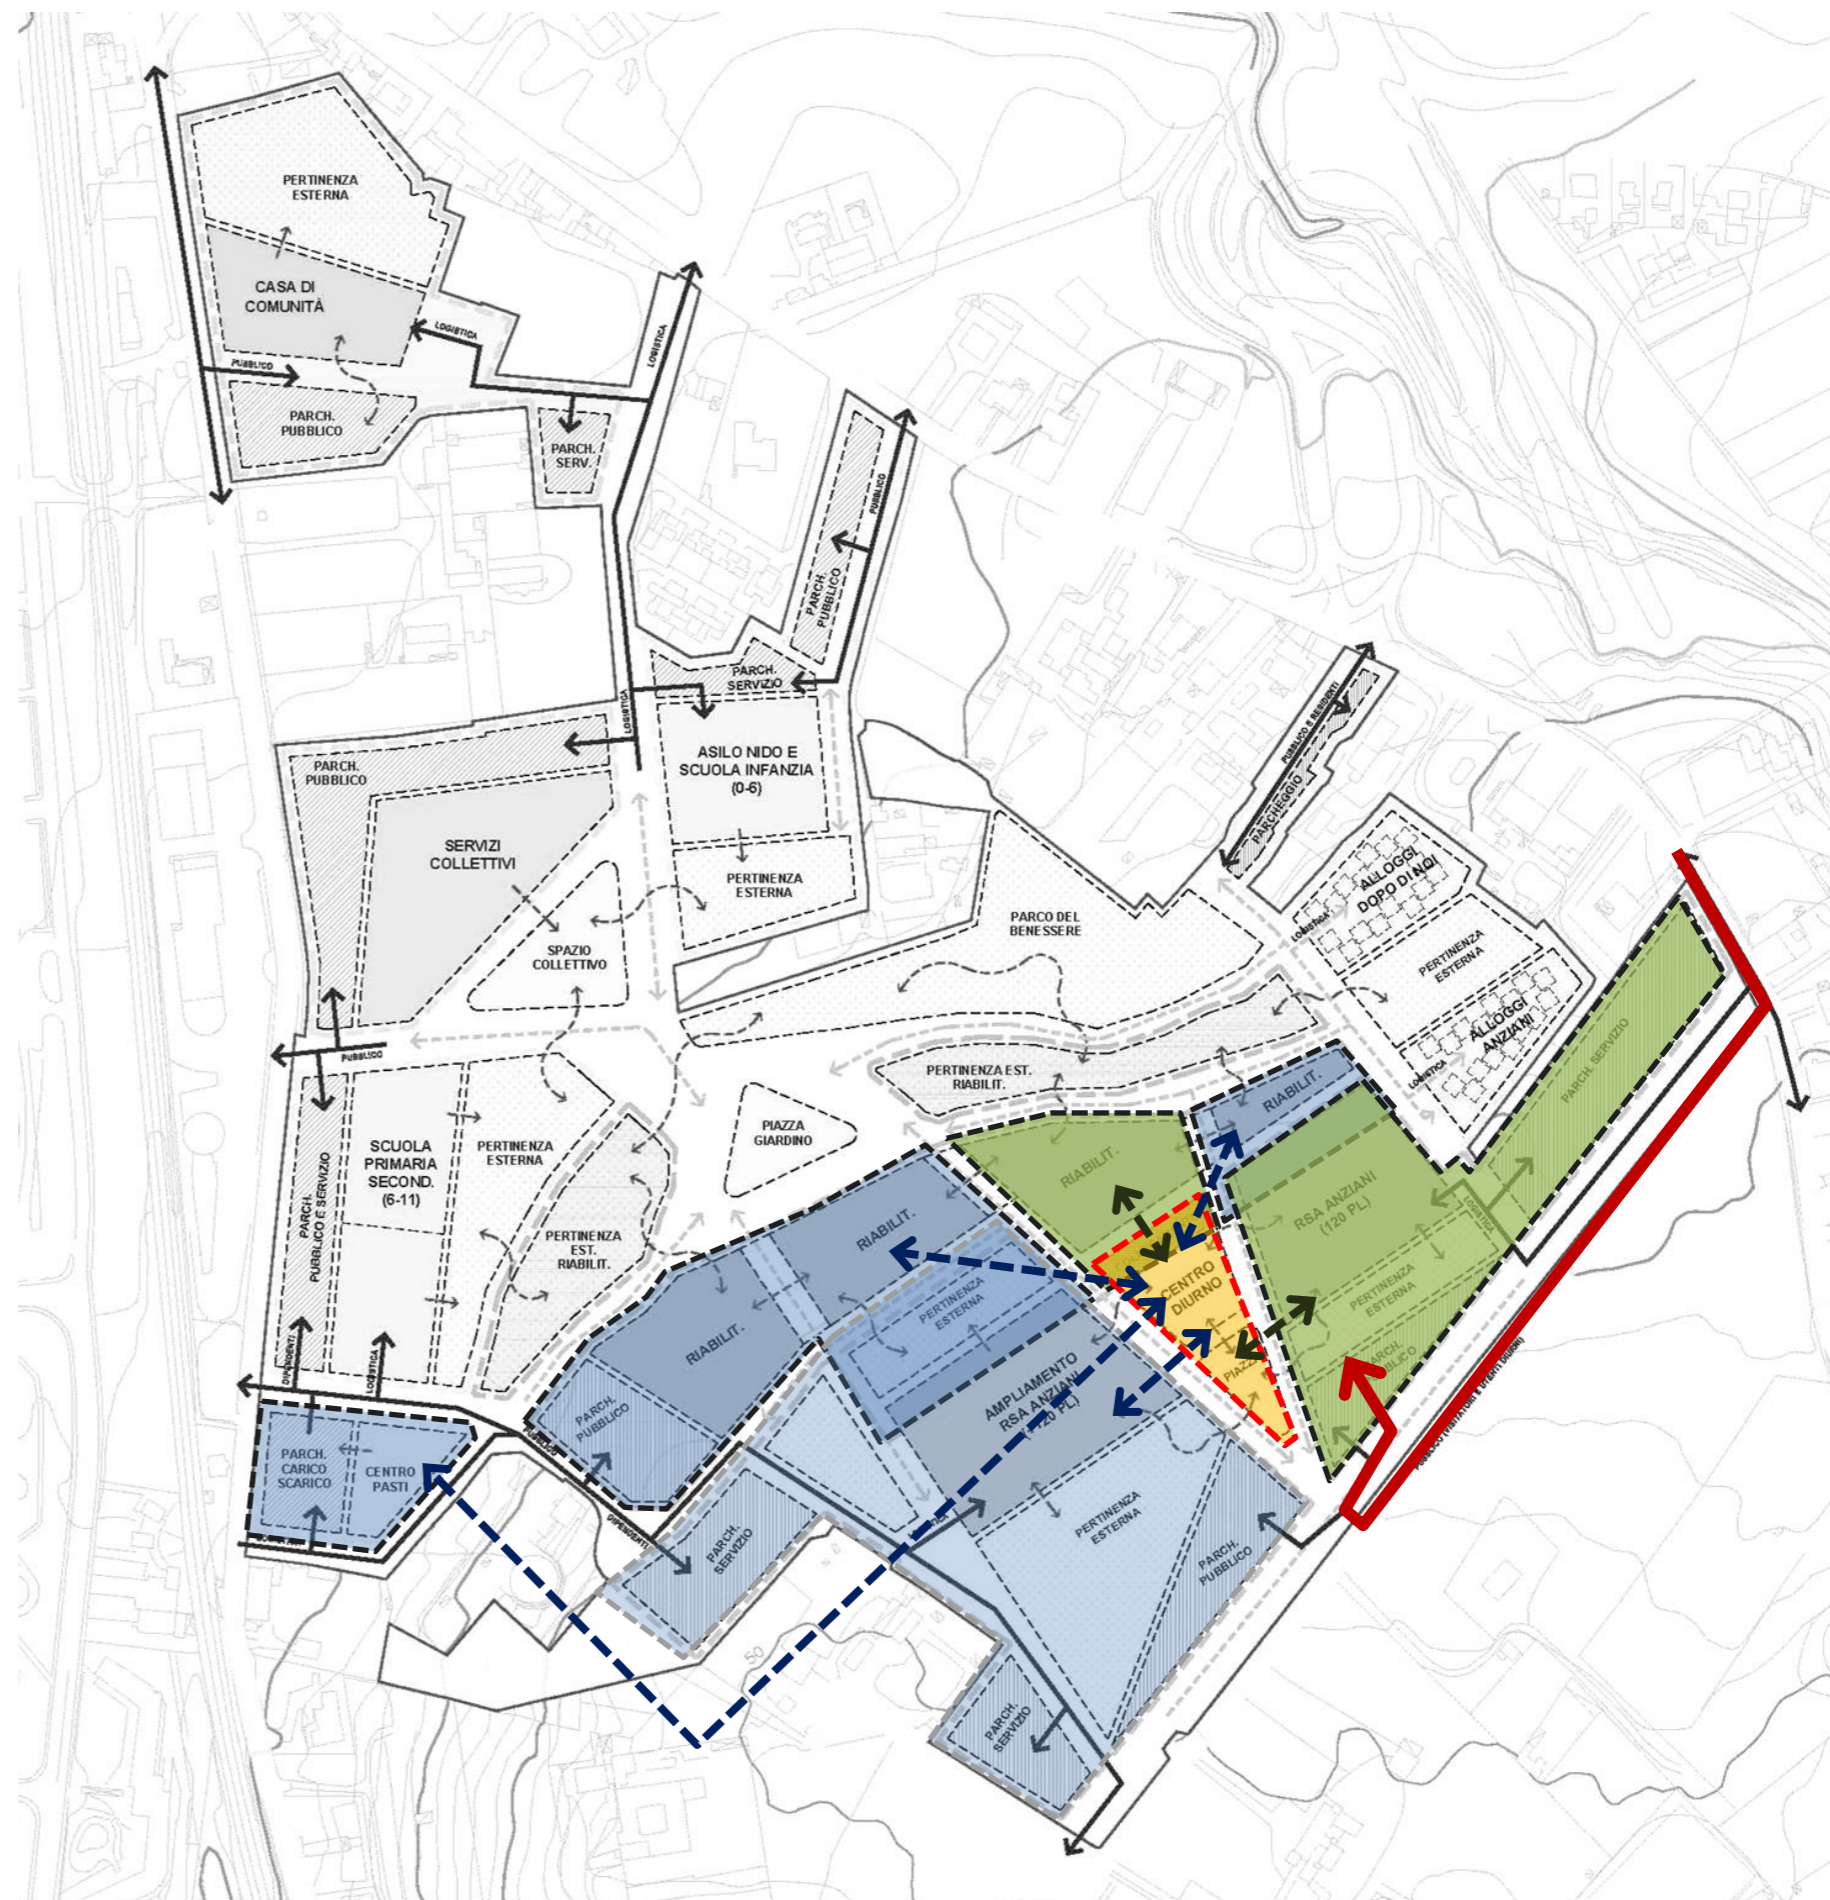 PERTINENZA
ESTERNA
CASA DI
COMUNITÀ
LOGISTICA
LOGISTICA
PUBBLICO
PARCH.
PUBBLICO
PARCH.
SERV.
PUBBLICO
PARCH.
PUBBLICO
PARCH.
SERVIZIO
LOGISTICA
PARCH.
PUBBLICO
ASILO NIDO E
SCUOLA INFANZIA
(0-6)
SERVIZI
COLLETTIVI
PERTINENZA
ESTERNA
SPAZIO
COLLETTIVO
PARCO DEL
BENESSERE
PUBBLICO E RESIDENTI
PARCHEGGIO
ALLOGGI
DOPO DI NOI
LOGISTICA
PERTINENZA
ESTERNA
ALLOGGI
ANZIANI
LOGISTICA
PARCH. SERVIZIO
PUBBLICO
PERTINENZA EST.
RIABILIT.
RIABILIT.
PIAZZA
GIARDINO
PARCH.
PUBBLICO E SERVIZIO
SCUOLA
PRIMARIA
SECOND.
(6-11)
PERTINENZA
ESTERNA
PERTINENZA
EST.
RIABILIT.
RIABILIT.
RIABILIT.
RIABILIT.
RSA ANZIANI
(120 PL)
LOGISTICA
PERTINENZA
ESTERNA
CENTRO
DIURNO
PERTINENZA
ESTERNA
PARCH.
PUBBLICO
PIAZZA
AMPLIAMENTO
RSA ANZIANI
DIPENDENTI
LOGISTICA
PARCH.
PUBBLICO
PUBBLICO
PARCH.
CARICO
SCARICO
CENTRO
PASTI
DIPENDENTI
PARCH.
SERVIZIO
PERTINENZA
ESTERNA
PARCH.
PUBBLICO
PUBBLICO (VISITATORI E UTENTI DIURNI)
50
PARCH.
SERVIZIO